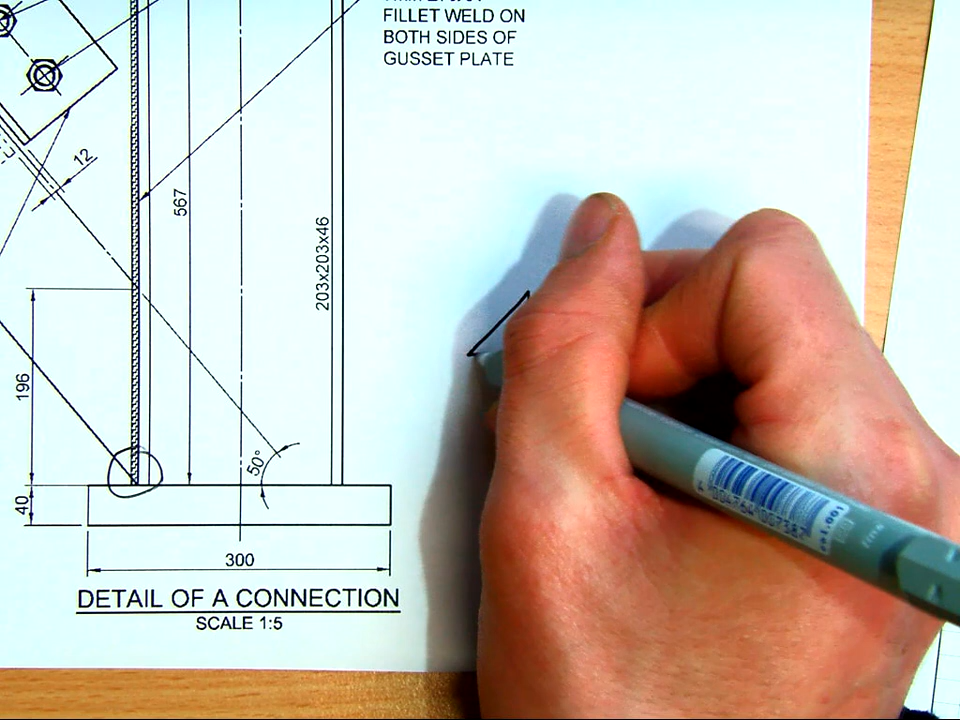 FILLET WELD ON
BOTH SIDES OF
GUSSET PLATE
12
567
203x203x46
196
50°
40
300
DETAIL OF A CONNECTION
SCALE 1:5